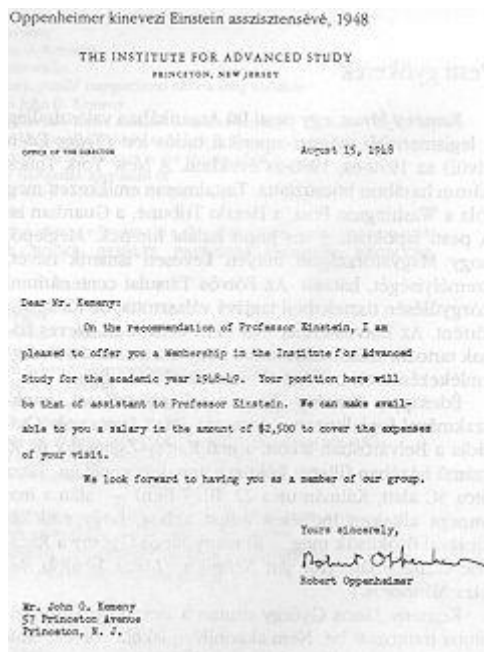 Oppenheimer kinevezi Einstein asszisztensévé, 1948
THE INSTITUTE FOR ADVANCED STUDY
PRINCETON, NEW JERSEY
OFFICE OF THE DIRECTOR
August 15, 1948
Dear Mr. Kemeny:
On the recommendation of Professor Einstein, I am
pleased to offer you a Membership in the Institute for Advanced
Study for the academic year 1948-49. Your position here will
be that of assistant to Professor Einstein. We can make avail-
able to you a salary in the amount of $2,500 to cover the expense
of your visit.
We look forward to having you as a member of our group.
Yours sincerely,
Robert Oppenheimer
Robert Oppenheimer
Mr. John G. Kemeny
57 Princeton Avenue
Princeton, N. J.